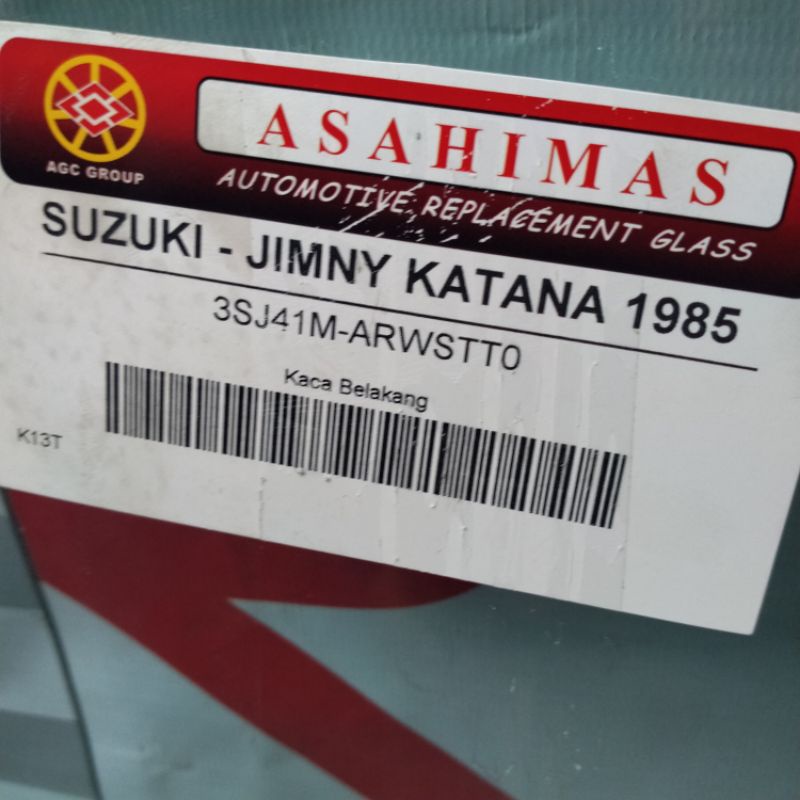 ASAHIMAS
AGC GROUP
AUTOMOTIVE REPLACEMENT GLASS
SUZUKI - JIMNY KATANA 1985
3SJ41M-ARWSTT0
Kaca Belakang
K13T